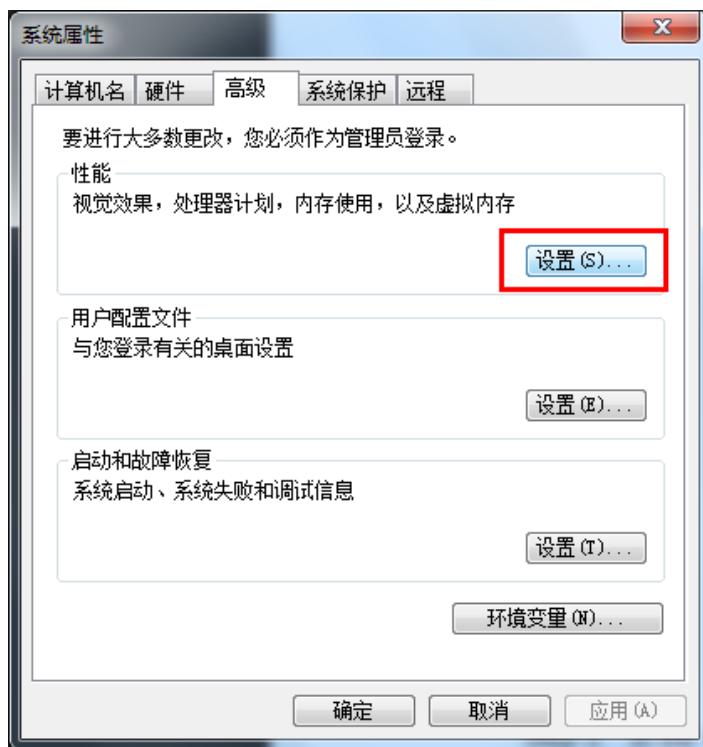 系统属性
计算机名 硬件 高级 系统保护 远程
要进行大多数更改，您必须作为管理员登录。
性能
视觉效果，处理器计划，内存使用，以及虚拟内存
设置(S)...
用户配置文件
与您登录有关的桌面设置
设置(E)...
启动和故障恢复
系统启动、系统失败和调试信息
设置(T)...
环境变量(N)...
确定 取消 应用(A)